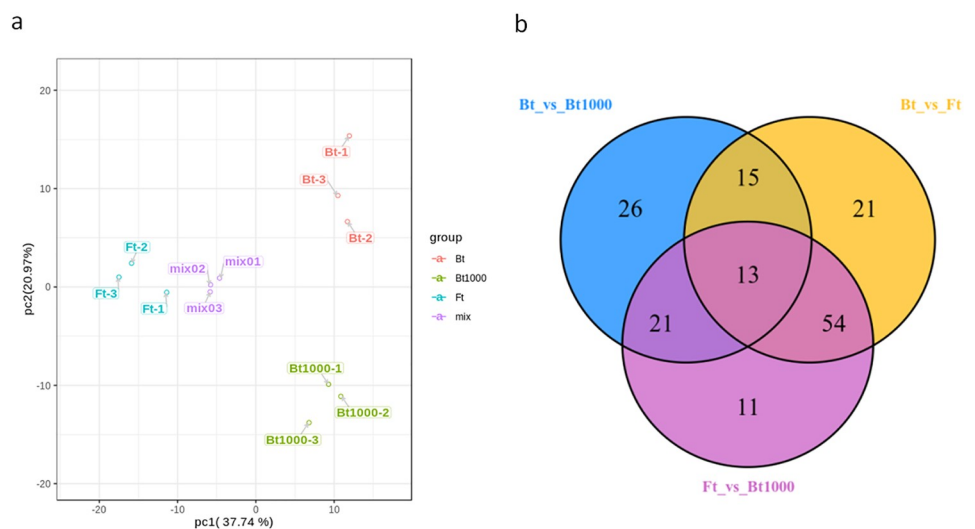 a
20
10
0
-10
-20
-20
-10
0
10
pc2(20.97%)
pc1( 37.74 %)
Bt-1
Bt-3
Bt-2
Ft-2
mix01
mix02
Ft-3
Ft-1
mix03
Bt1000-1
Bt1000-2
Bt1000-3
group
a Bt
a Bt1000
a Ft
a mix
b
Bt_vs_Bt1000
Bt_vs_Ft
15
26
21
13
21
54
11
Ft_vs_Bt1000